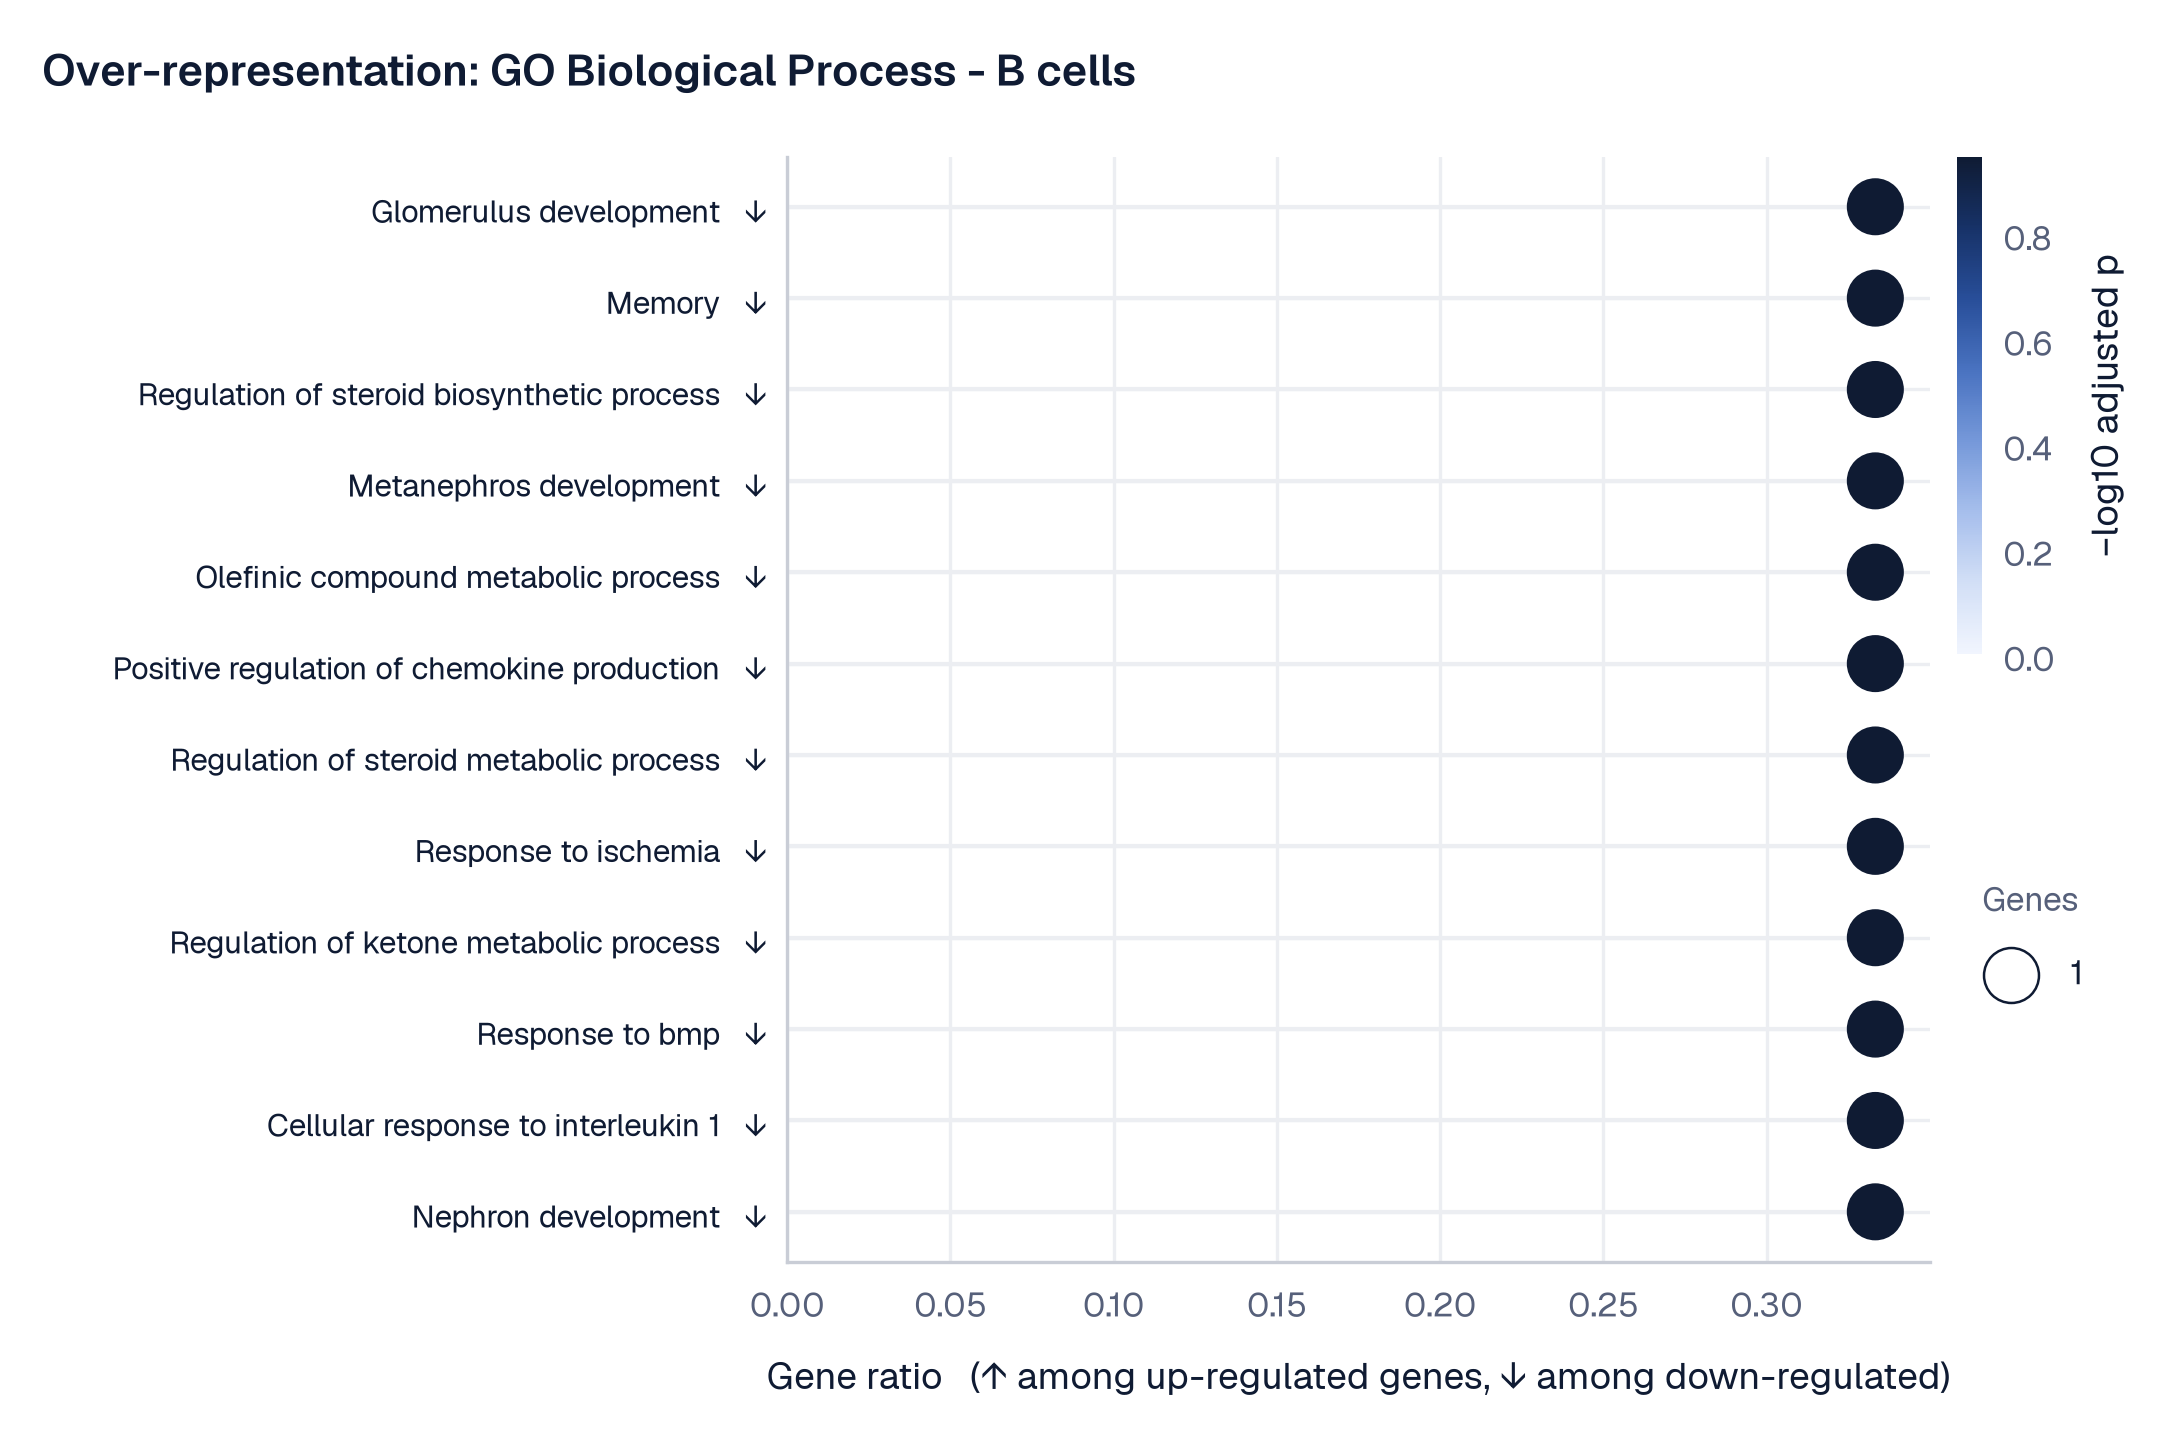 Over-representation: GO Biological Process - B cells
Glomerulus development ↓
Memory ↓
Regulation of steroid biosynthetic process ↓
Metanephros development ↓
Olefinic compound metabolic process ↓
Positive regulation of chemokine production ↓
Regulation of steroid metabolic process ↓
Response to ischemia ↓
Regulation of ketone metabolic process ↓
Response to bmp ↓
Cellular response to interleukin 1 ↓
Nephron development ↓
0.00 0.05 0.10 0.15 0.20 0.25 0.30
Gene ratio (↑ among up-regulated genes, ↓ among down-regulated)
0.8
0.6
0.4
0.2
0.0
−log10 adjusted p
Genes
1